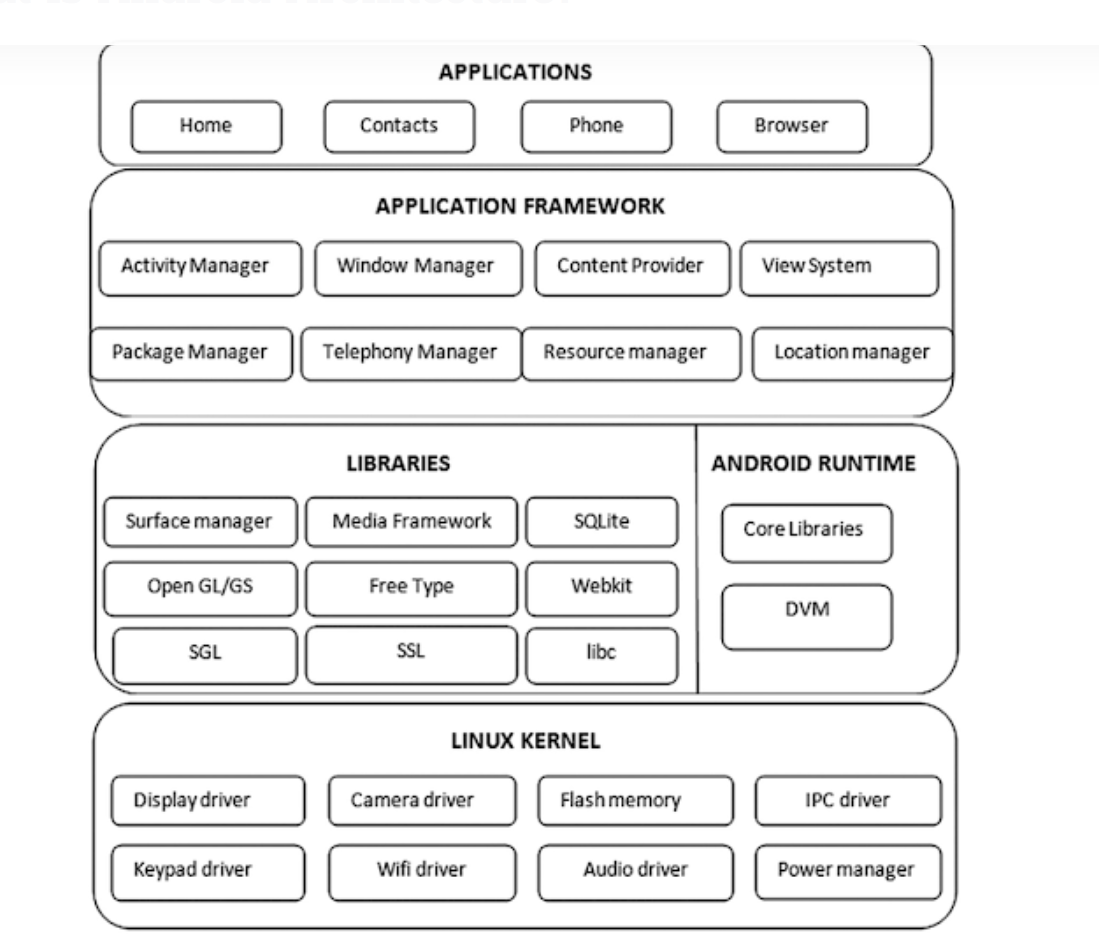 APPLICATIONS
Home Contacts Phone Browser
APPLICATION FRAMEWORK
Activity Manager Window Manager Content Provider View System
Package Manager Telephony Manager Resource manager Location manager
LIBRARIES ANDROID RUNTIME
Surface manager Media Framework SQLite Core Libraries
Open GL/GS Free Type Webkit DVM
SGL SSL libc
LINUX KERNEL
Display driver Camera driver Flash memory IPC driver
Keypad driver Wifi driver Audio driver Power manager